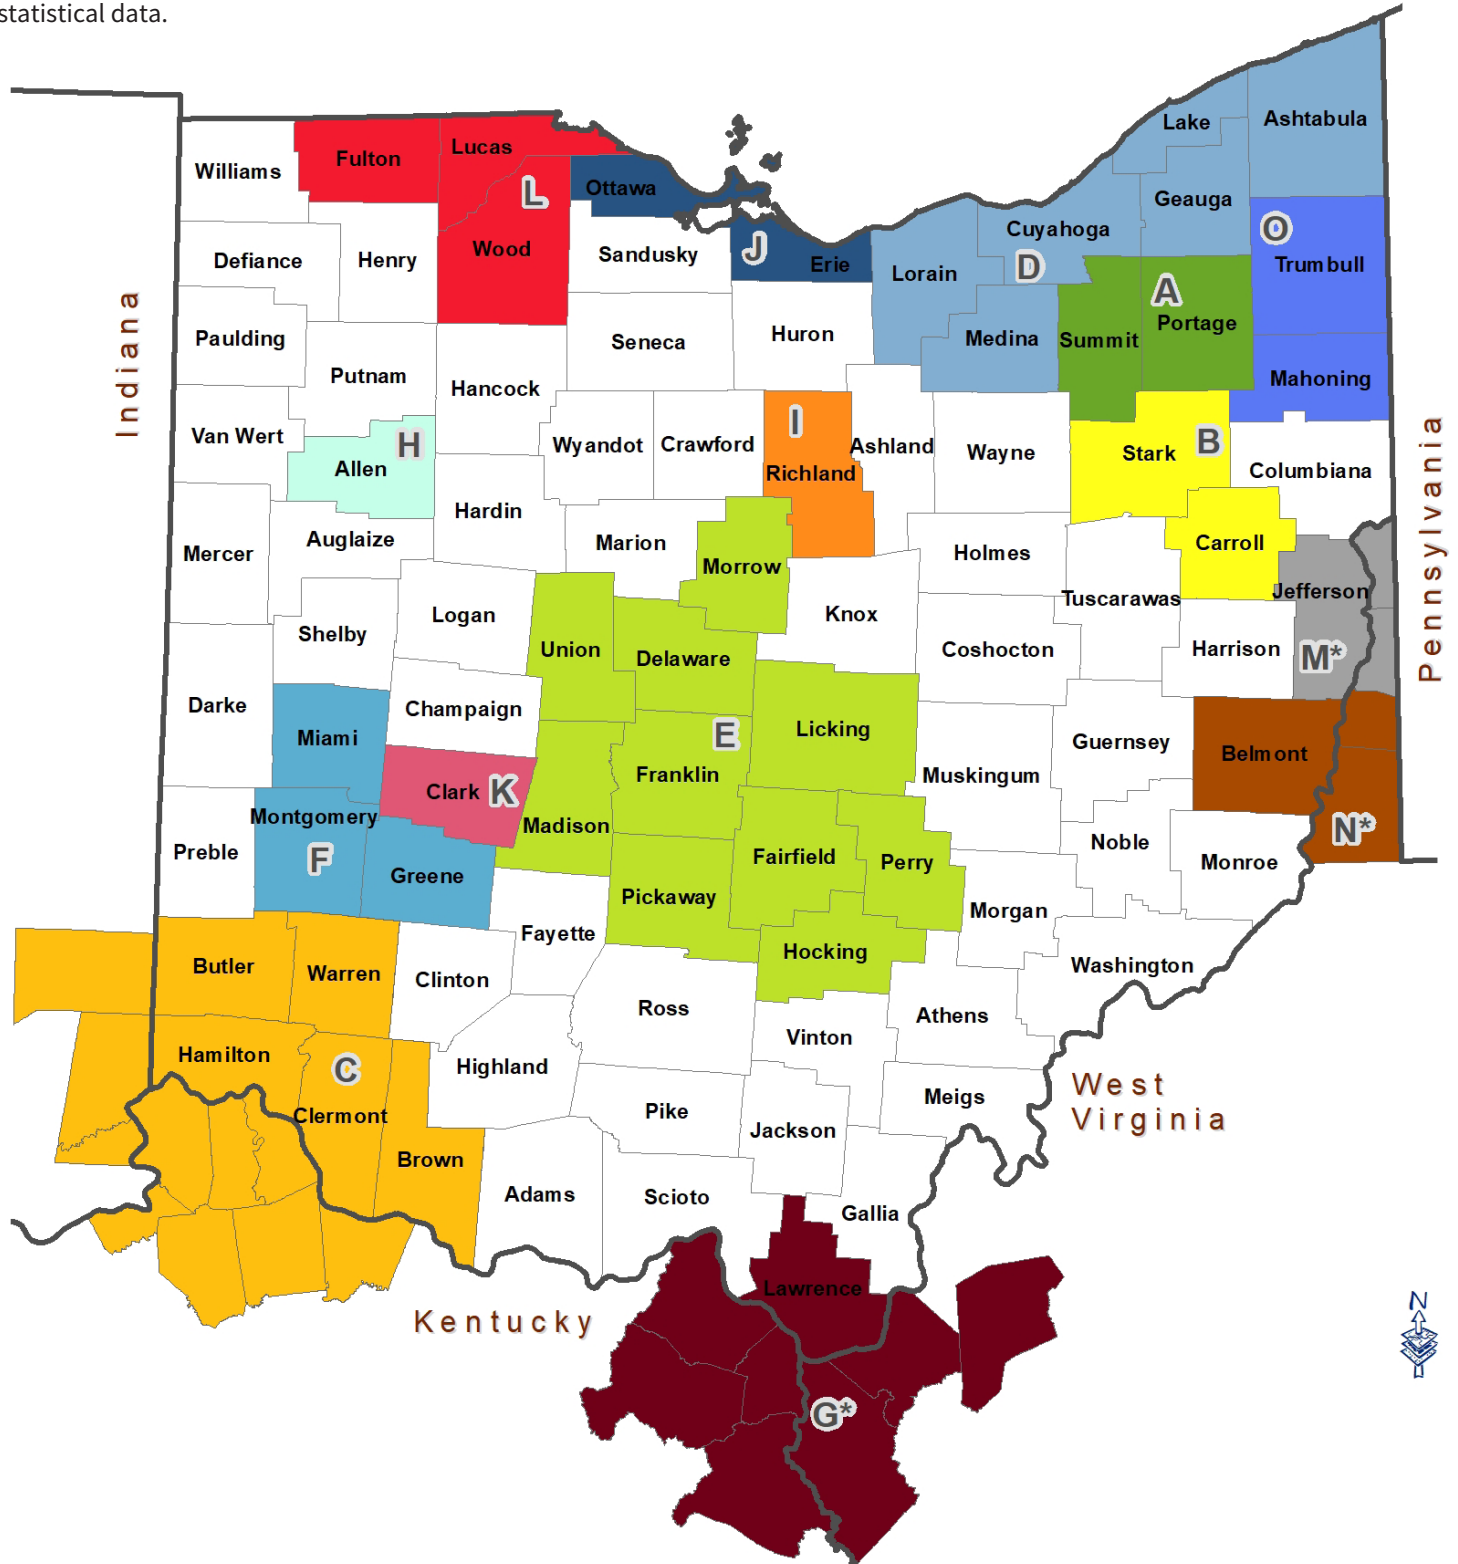 statistical data.
Lake
Ashtabula
Williams
Fulton
Lucas
L
Ottawa
Geauga
Cuyahoga
O
Defiance
Henry
Wood
Sandusky
J
Erie
Lorain
D
A
Trumbull
Indiana
Paulding
Putnam
Hancock
Seneca
Huron
Medina
Summit
Portage
Mahoning
Van Wert
H
Allen
Wyandot
Crawford
I
Richland
Ashland
Wayne
Stark
B
Columbiana
Pennsylvania
Mercer
Auglaize
Hardin
Marion
Morrow
Holmes
Carroll
Jefferson
Shelby
Logan
Union
Delaware
Knox
Tuscarawas
Coshocton
Harrison
M*
Darke
Miami
Champaign
E
Licking
Guernsey
Belmont
Clark
K
Franklin
Muskingum
Montgomery
Madison
N*
Preble
F
Greene
Fairfield
Perry
Noble
Monroe
Pickaway
Morgan
Fayette
Hocking
Washington
Butler
Warren
Clinton
Ross
Vinton
Athens
Hamilton
C
Highland
Clermont
Pike
Jackson
Meigs
West
Virginia
Brown
Adams
Scioto
Gallia
Lawrence
Kentucky
G*
N